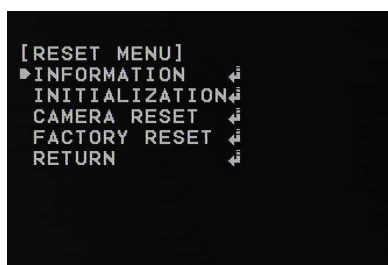 [RESET MENU]
INFORMATION
INITIALIZATION
CAMERA RESET
FACTORY RESET
RETURN